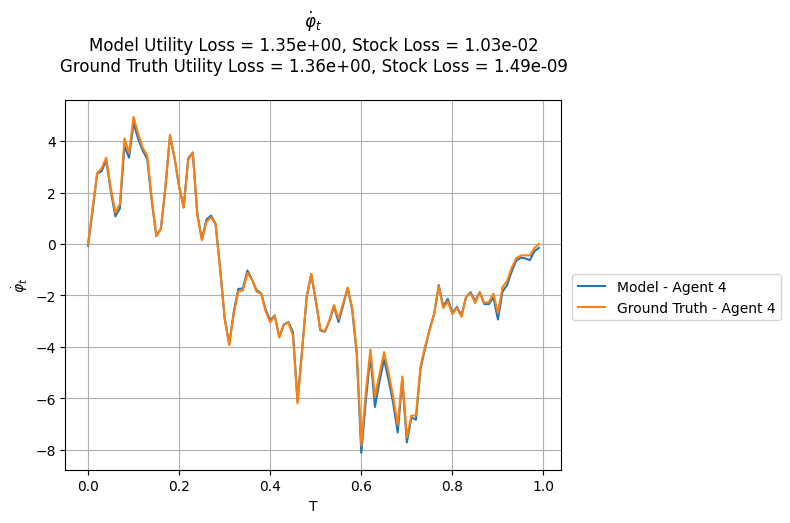 φ̇ₜ
Model Utility Loss = 1.35e+00, Stock Loss = 1.03e-02
Ground Truth Utility Loss = 1.36e+00, Stock Loss = 1.49e-09
φ̇ₜ
4
2
0
−2
−4
−6
−8
0.0 0.2 0.4 0.6 0.8 1.0
T
Model - Agent 4
Ground Truth - Agent 4